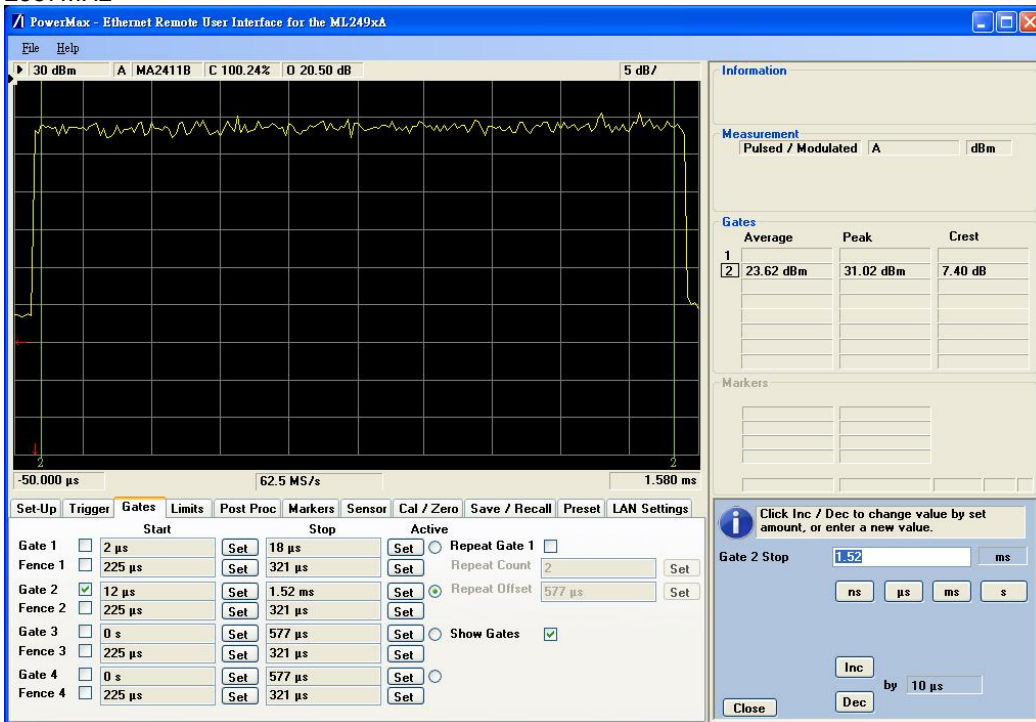 PowerMax - Ethernet Remote User Interface for the ML249xA
File Help
30 dBm A MA2411B C 100.24% O 20.50 dB 5 dB/
2 2
-50.000 µs 62.5 MS/s 1.580 ms
Set-Up Trigger Gates Limits Post Proc Markers Sensor Cal / Zero Save / Recall Preset LAN Settings
Start Stop Active
Gate 1 2 µs Set 18 µs Set Repeat Gate 1
Fence 1 225 µs Set 321 µs Set Repeat Count 2 Set
Gate 2 12 µs Set 1.52 ms Set Repeat Offset 577 µs Set
Fence 2 225 µs Set 321 µs Set
Gate 3 0 s Set 577 µs Set Show Gates
Fence 3 225 µs Set 321 µs Set
Gate 4 0 s Set 577 µs Set
Fence 4 225 µs Set 321 µs Set
Information
Measurement
Pulsed / Modulated A dBm
Gates
Average Peak Crest
1
2 23.62 dBm 31.02 dBm 7.40 dB
Markers
Click Inc / Dec to change value by set
amount, or enter a new value.
Gate 2 Stop 1.52 ms
ns µs ms s
Inc
by 10 µs
Close Dec